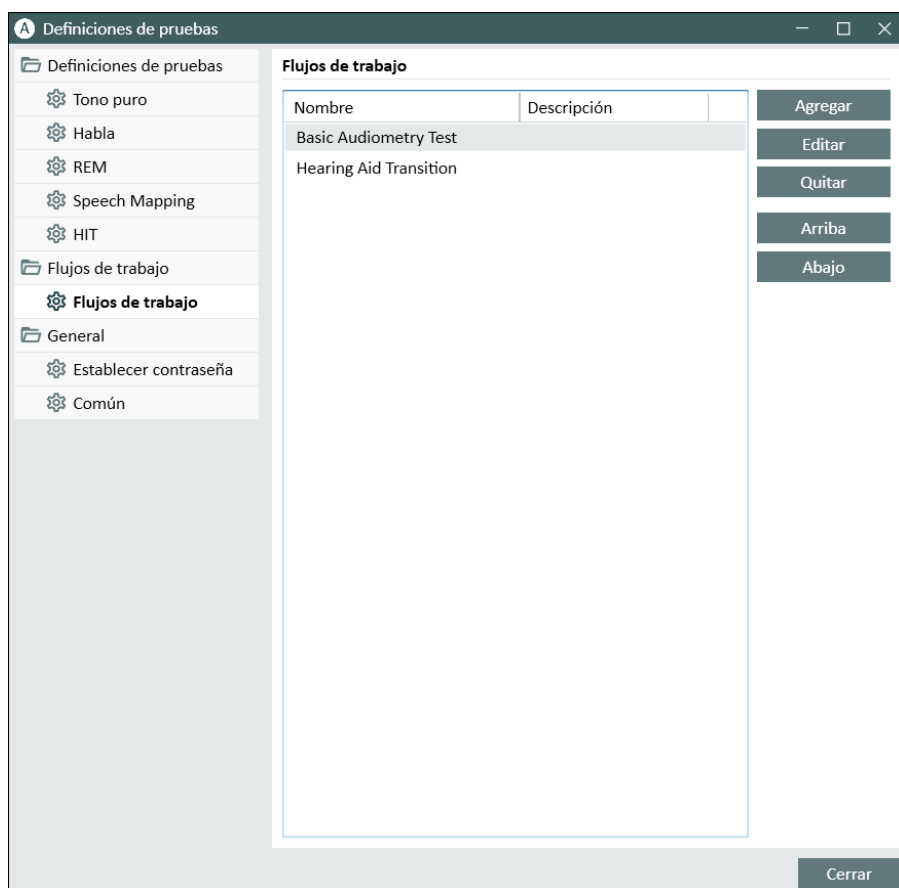 A Definiciones de pruebas
Definiciones de pruebas
Tono puro
Habla
REM
Speech Mapping
HIT
Flujos de trabajo
Flujos de trabajo
General
Establecer contraseña
Común
Flujos de trabajo
Nombre Descripción
Basic Audiometry Test
Hearing Aid Transition
Agregar
Editar
Quitar
Arriba
Abajo
Cerrar